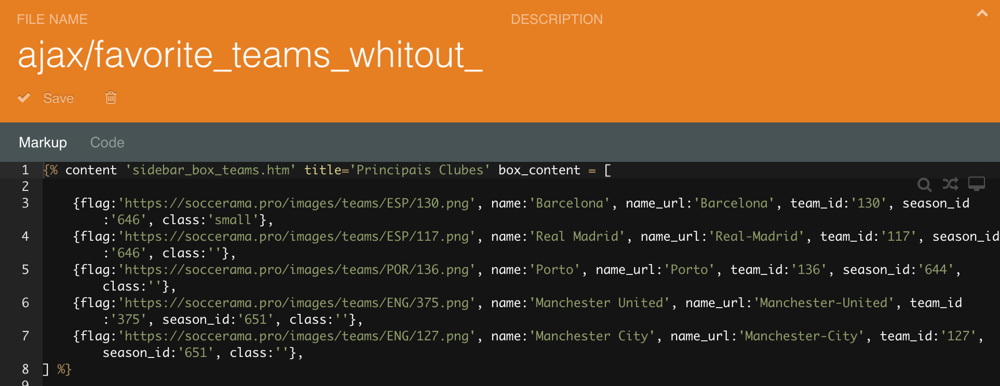 FILE NAME
DESCRIPTION
ajax/favorite_teams_whitout_
Save
Markup Code
1 {% content 'sidebar_box_teams.htm' title='Principais Clubes' box_content = [
2
3 {flag:'https://soccerama.pro/images/teams/ESP/130.png', name:'Barcelona', name_url:'Barcelona', team_id:'130', season_id
:'646', class:'small'},
4 {flag:'https://soccerama.pro/images/teams/ESP/117.png', name:'Real Madrid', name_url:'Real-Madrid', team_id:'117', season_id
:'646', class:''},
5 {flag:'https://soccerama.pro/images/teams/POR/136.png', name:'Porto', name_url:'Porto', team_id:'136', season_id:'644',
class:''},
6 {flag:'https://soccerama.pro/images/teams/ENG/375.png', name:'Manchester United', name_url:'Manchester-United', team_id
:'375', season_id:'651', class:''},
7 {flag:'https://soccerama.pro/images/teams/ENG/127.png', name:'Manchester City', name_url:'Manchester-City', team_id:'127',
season_id:'651', class:''},
8 ] %}
9